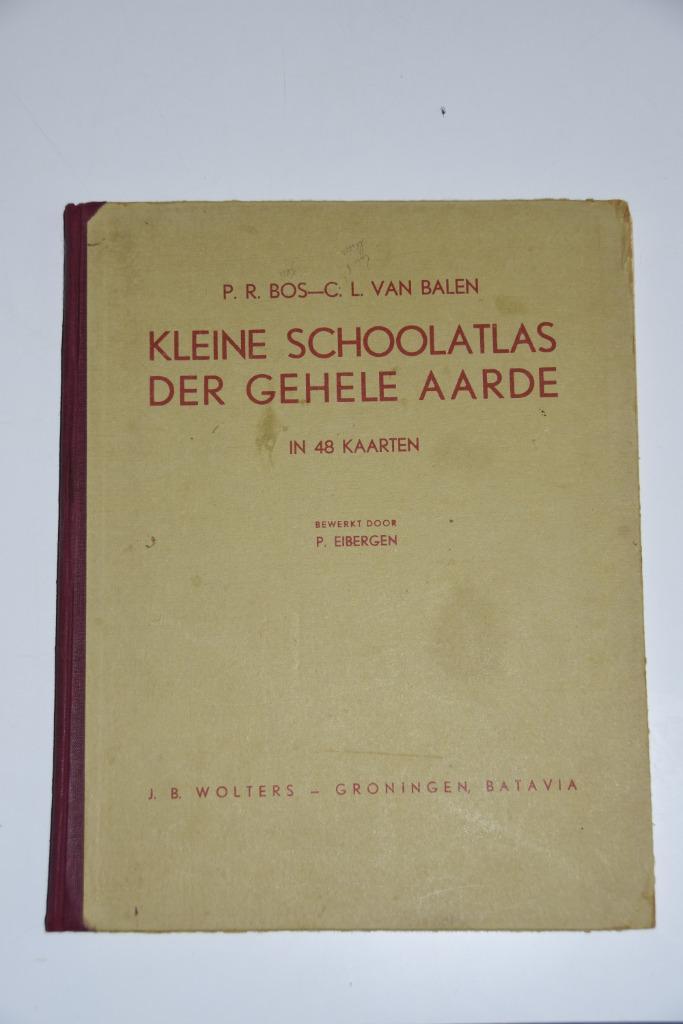 P. R. BOS—C. L. VAN BALEN
KLEINE SCHOOLATLAS
DER GEHELE AARDE
IN 48 KAARTEN
BEWERKT DOOR
P. EIBERGEN
J. B. WOLTERS – GRONINGEN, BATAVIA